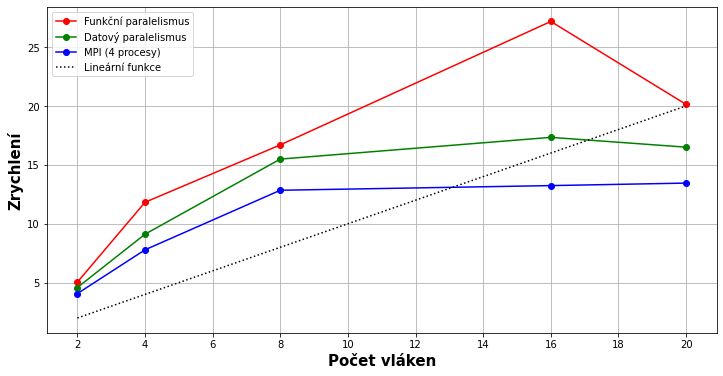 Funkční paralelismus
Datový paralelismus
MPI (4 procesy)
Lineární funkce
25
20
15
10
5
Zrychlení
2 4 6 8 10 12 14 16 18 20
Počet vláken